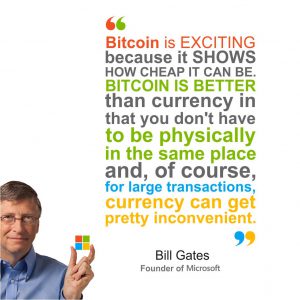 “
Bitcoin is EXCITING
because it SHOWS
HOW CHEAP IT CAN BE.
BITCOIN IS BETTER
than currency in
that you don't have
to be physically
in the same place
and, of course,
for large transactions,
currency can get
pretty inconvenient.
”
Bill Gates
Founder of Microsoft